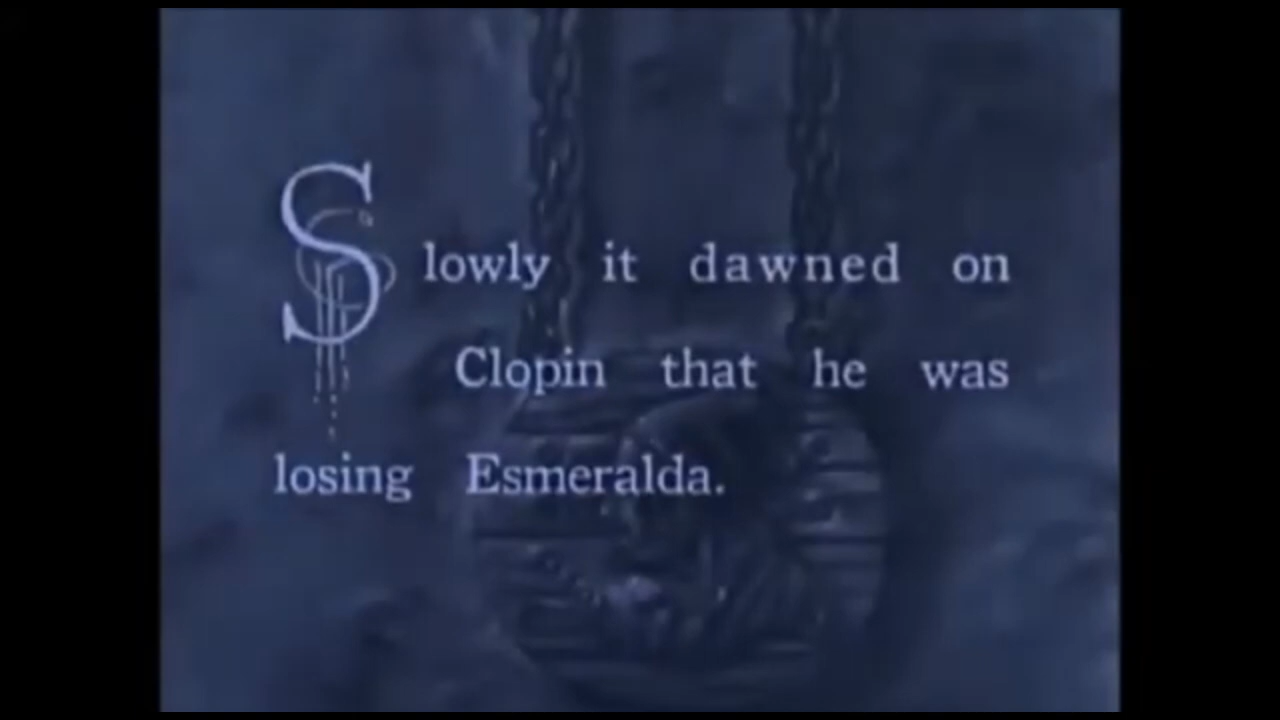 Slowly it dawned on
Clopin that he was
losing Esmeralda.